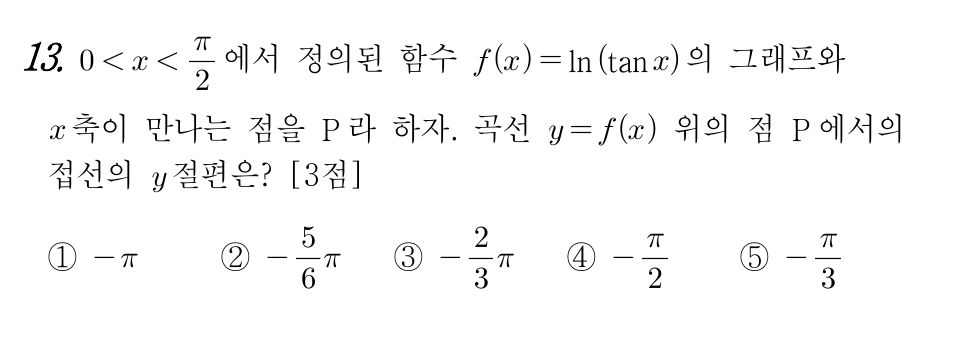 13. 0 < x < π/2 에서 정의된 함수 f(x) = ln(tan x) 의 그래프와
x축이 만나는 점을 P라 하자. 곡선 y = f(x) 위의 점 P에서의
접선의 y절편은? [3점]
① −π ② −5/6 π ③ −2/3 π ④ −π/2 ⑤ −π/3